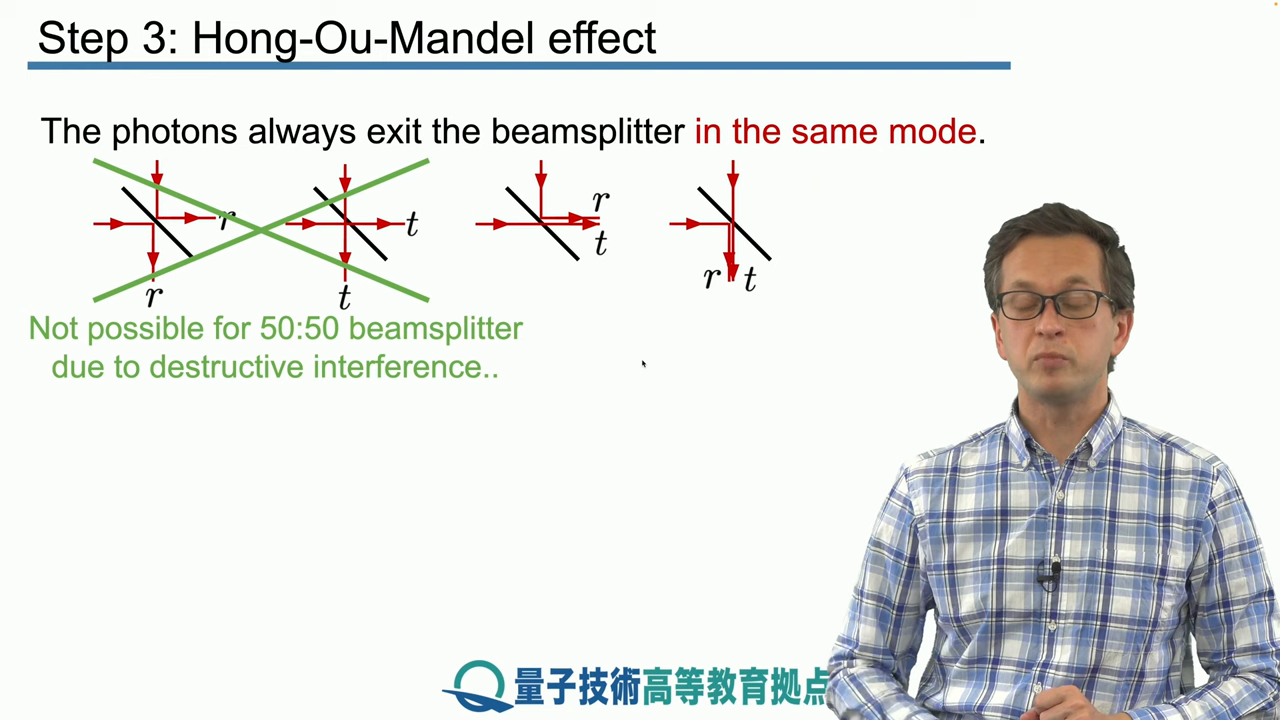 Step 3: Hong-Ou-Mandel effect
The photons always exit the beamsplitter in the same mode.
r
t
r
t
r
t
r t
Not possible for 50:50 beamsplitter
due to destructive interference..
量子技術高等教育拠点